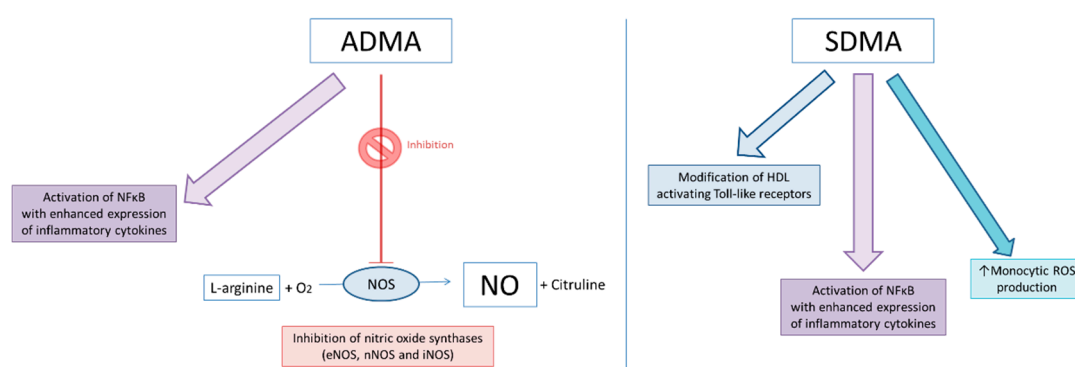 ADMA
Inhibition
Activation of NFκB
with enhanced expression
of inflammatory cytokines
L-arginine + O2
NOS
NO + Citruline
Inhibition of nitric oxide synthases
(eNOS, nNOS and iNOS)
SDMA
Modification of HDL
activating Toll-like receptors
Activation of NFκB
with enhanced expression
of inflammatory cytokines
↑Monocytic ROS
production